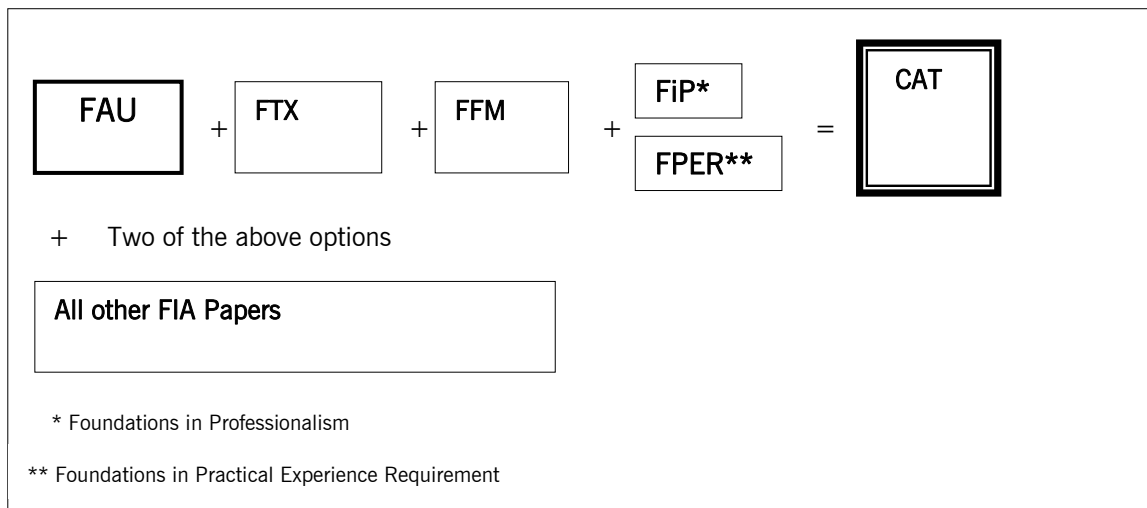 FAU + FTX + FFM + FiP* = CAT
FPER**
+ Two of the above options
All other FIA Papers
* Foundations in Professionalism
** Foundations in Practical Experience Requirement